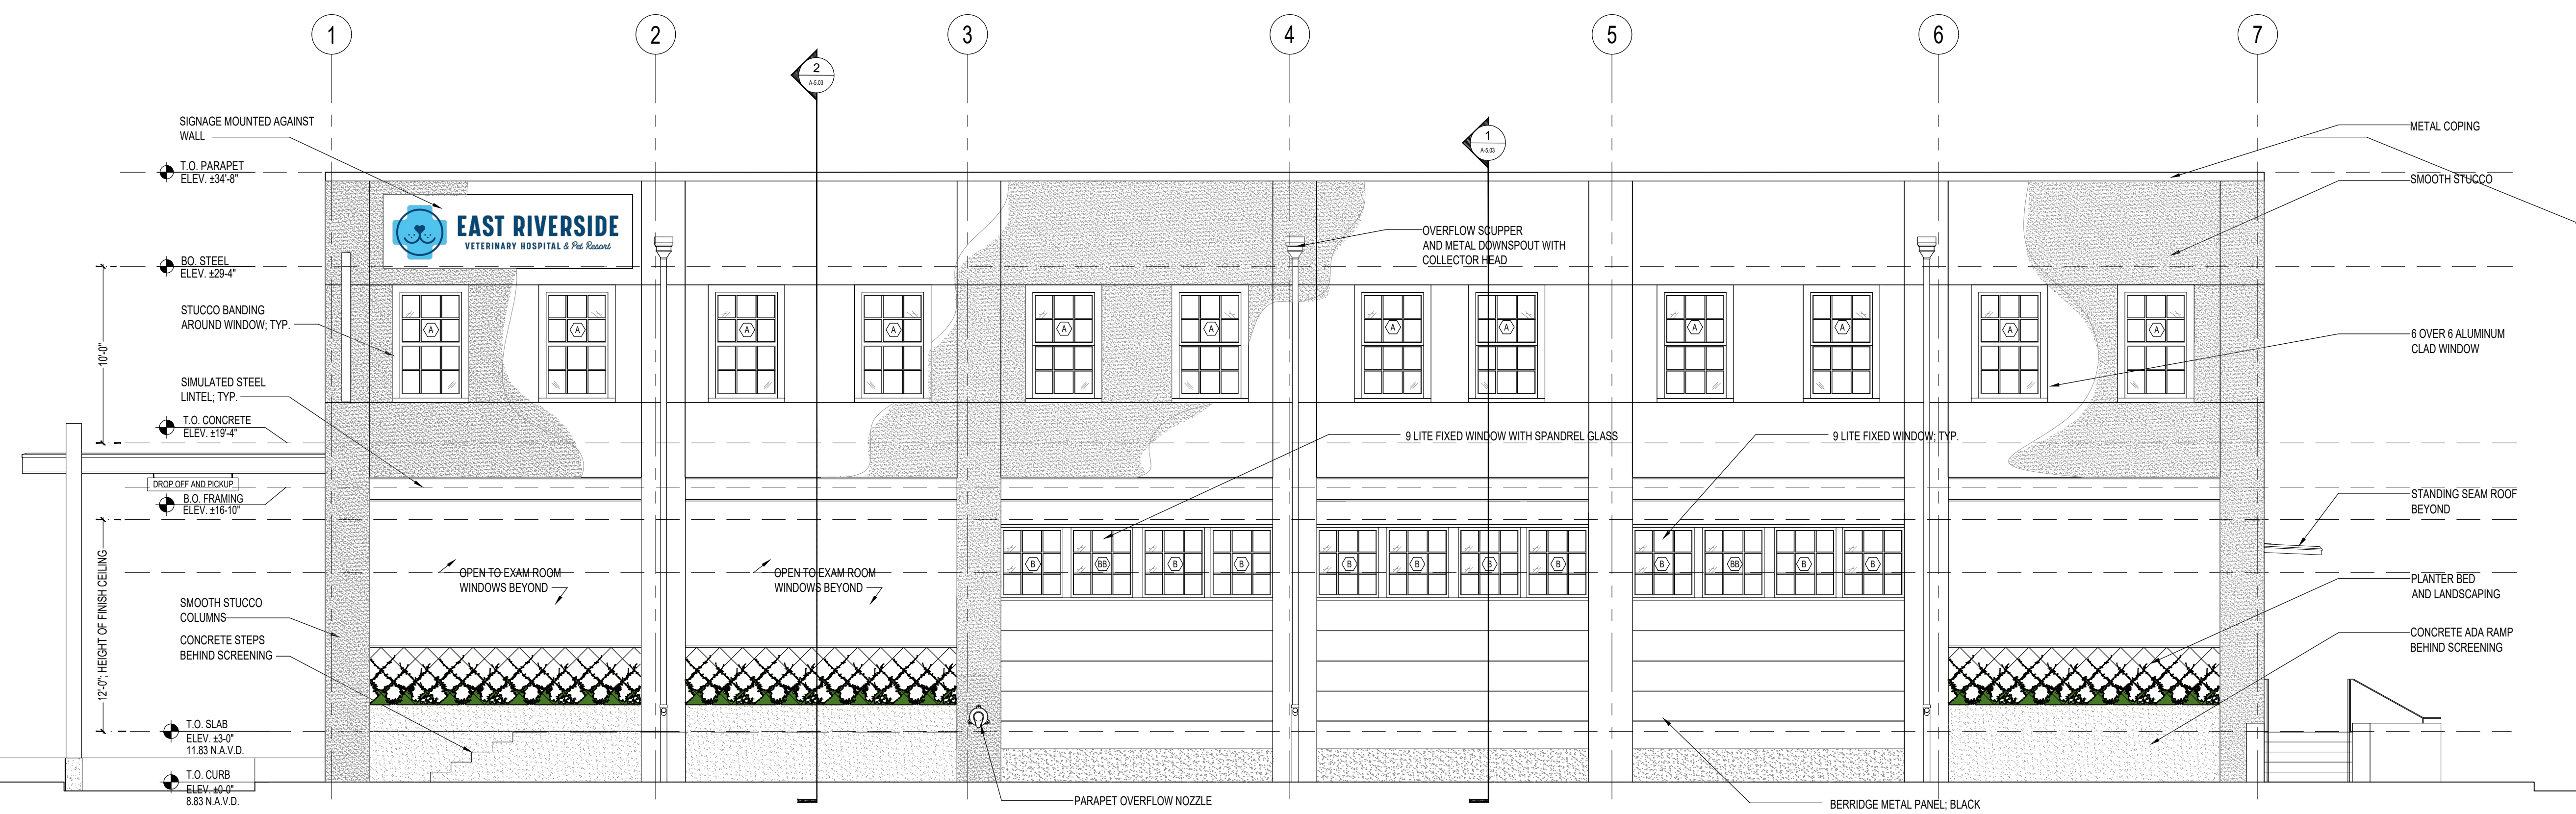 1
2
3
4
5
6
7
2
A-5.03
1
A-5.03
SIGNAGE MOUNTED AGAINST
WALL
T.O. PARAPET
ELEV. ±34'-8"
EAST RIVERSIDE
VETERINARY HOSPITAL & Pet Resort
BO. STEEL
ELEV. ±29-4"
STUCCO BANDING
AROUND WINDOW; TYP.
10'-0"
SIMULATED STEEL
LINTEL; TYP.
T.O. CONCRETE
ELEV. ±19'-4"
DROP OFF AND PICKUP
B.O. FRAMING
ELEV. ±16-10"
12'-0"; HEIGHT OF FINISH CEILING
SMOOTH STUCCO
COLUMNS
CONCRETE STEPS
BEHIND SCREENING
T.O. SLAB
ELEV. ±3-0"
11.83 N.A.V.D.
T.O. CURB
ELEV. ±0-0"
8.83 N.A.V.D.
OVERFLOW SCUPPER
AND METAL DOWNSPOUT WITH
COLLECTOR HEAD
A A A A A A A A A A A A
9 LITE FIXED WINDOW WITH SPANDREL GLASS
9 LITE FIXED WINDOW; TYP.
OPEN TO EXAM ROOM
WINDOWS BEYOND
OPEN TO EXAM ROOM
WINDOWS BEYOND
B BB B B B B B B B BB B B
PARAPET OVERFLOW NOZZLE
BERRIDGE METAL PANEL; BLACK
METAL COPING
SMOOTH STUCCO
6 OVER 6 ALUMINUM
CLAD WINDOW
STANDING SEAM ROOF
BEYOND
PLANTER BED
AND LANDSCAPING
CONCRETE ADA RAMP
BEHIND SCREENING